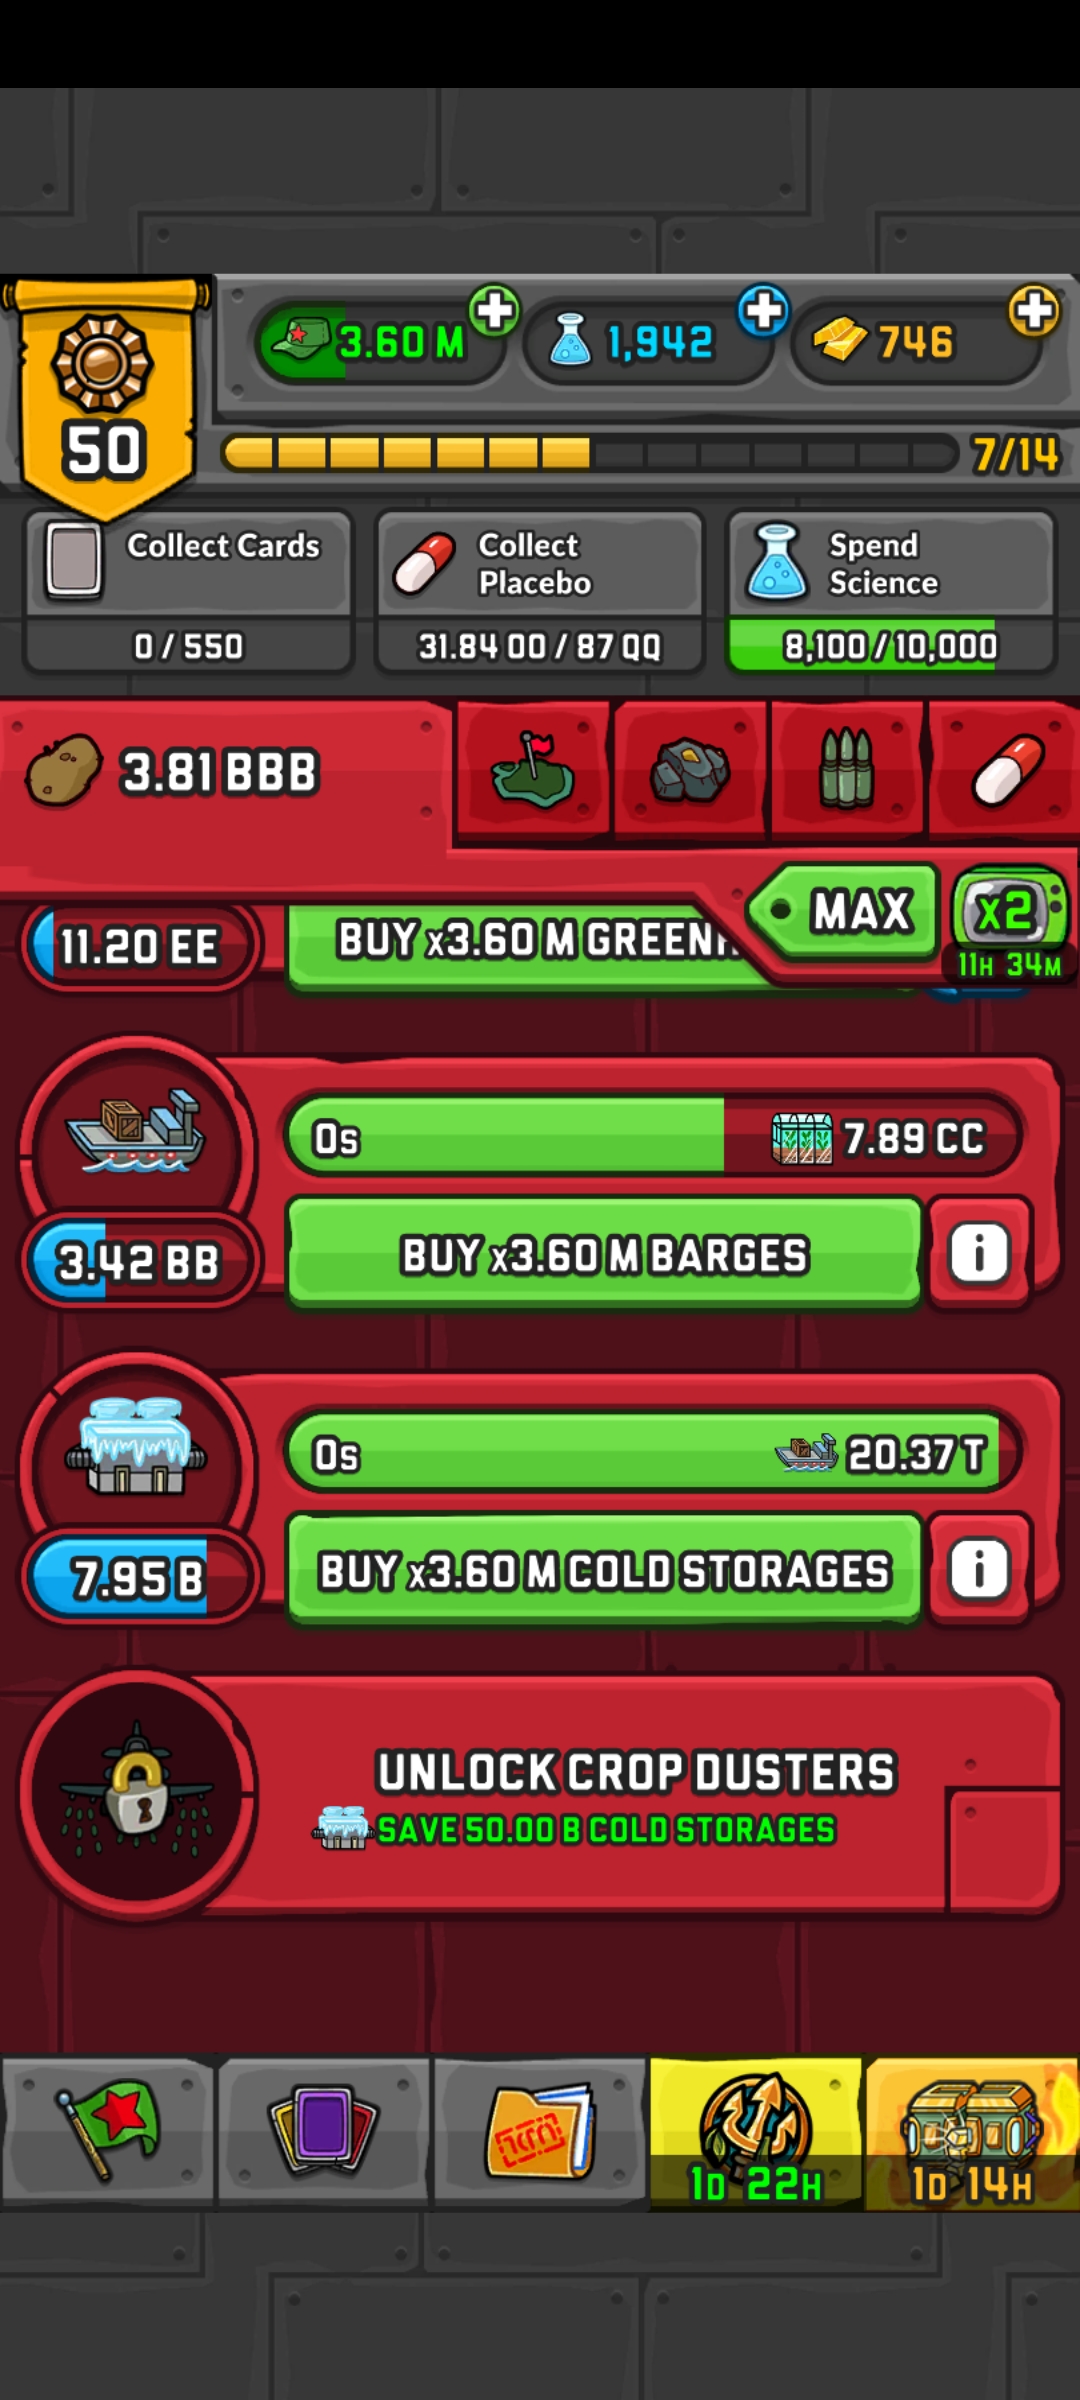 3.60 M
1,942
746
50
7/14
Collect Cards
Collect
Placebo
Spend
Science
0 / 550
31.84 OO / 87 QQ
8,100 / 10,000
3.81 BBB
MAX
x2
11H 34M
11.20 EE
BUY x3.60 M
0s
7.89 CC
3.42 BB
BUY x3.60 M BARGES
i
0s
20.37 T
7.95 B
BUY x3.60 M COLD STORAGES
i
UNLOCK CROP DUSTERS
SAVE 50.00 B COLD STORAGES
1D 22H
1D 14H